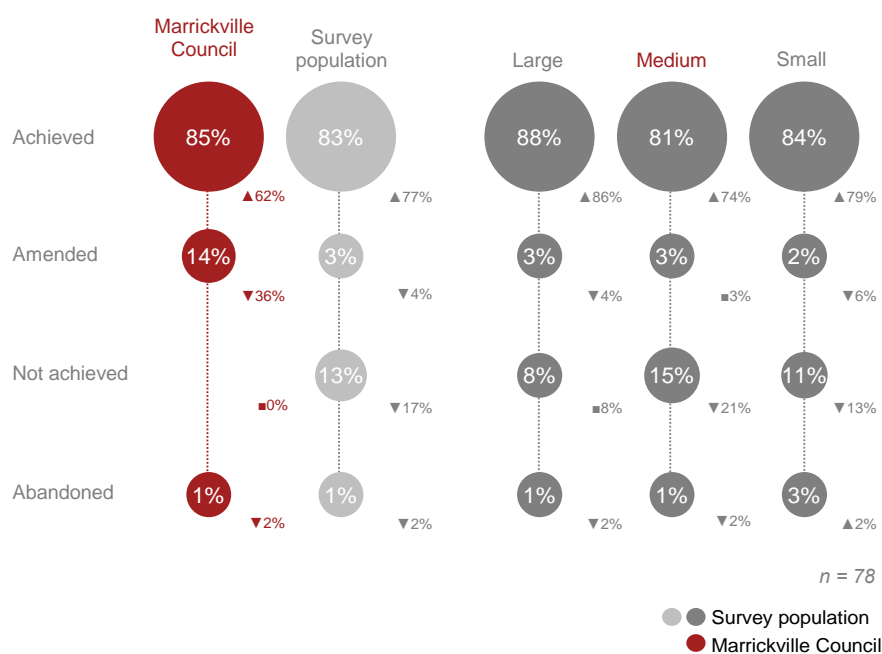 Marrickville
Council
Survey
population
Large
Medium
Small
Achieved
85%
83%
88%
81%
84%
▲62%
▲77%
▲86%
▲74%
▲79%
Amended
14%
3%
3%
3%
2%
▼36%
▼4%
▼4%
■3%
▼6%
Not achieved
13%
8%
15%
11%
■0%
▼17%
■8%
▼21%
▼13%
Abandoned
1%
1%
1%
1%
3%
▼2%
▼2%
▼2%
▼2%
▲2%
n = 78
Survey population
Marrickville Council